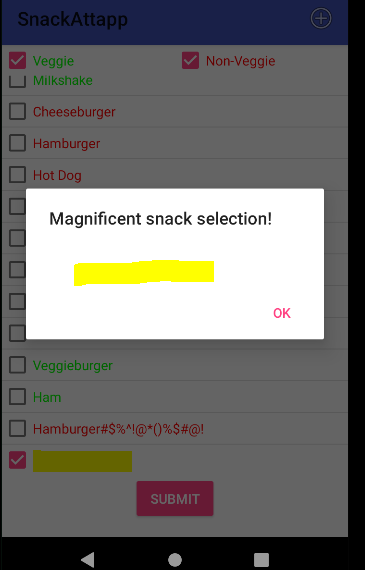 SnackAttapp
Veggie Non-Veggie
Milkshake
Cheeseburger
Hamburger
Hot Dog
Magnificent snack selection!
OK
Veggieburger
Ham
Hamburger#$%^!@*()%$#@!
SUBMIT